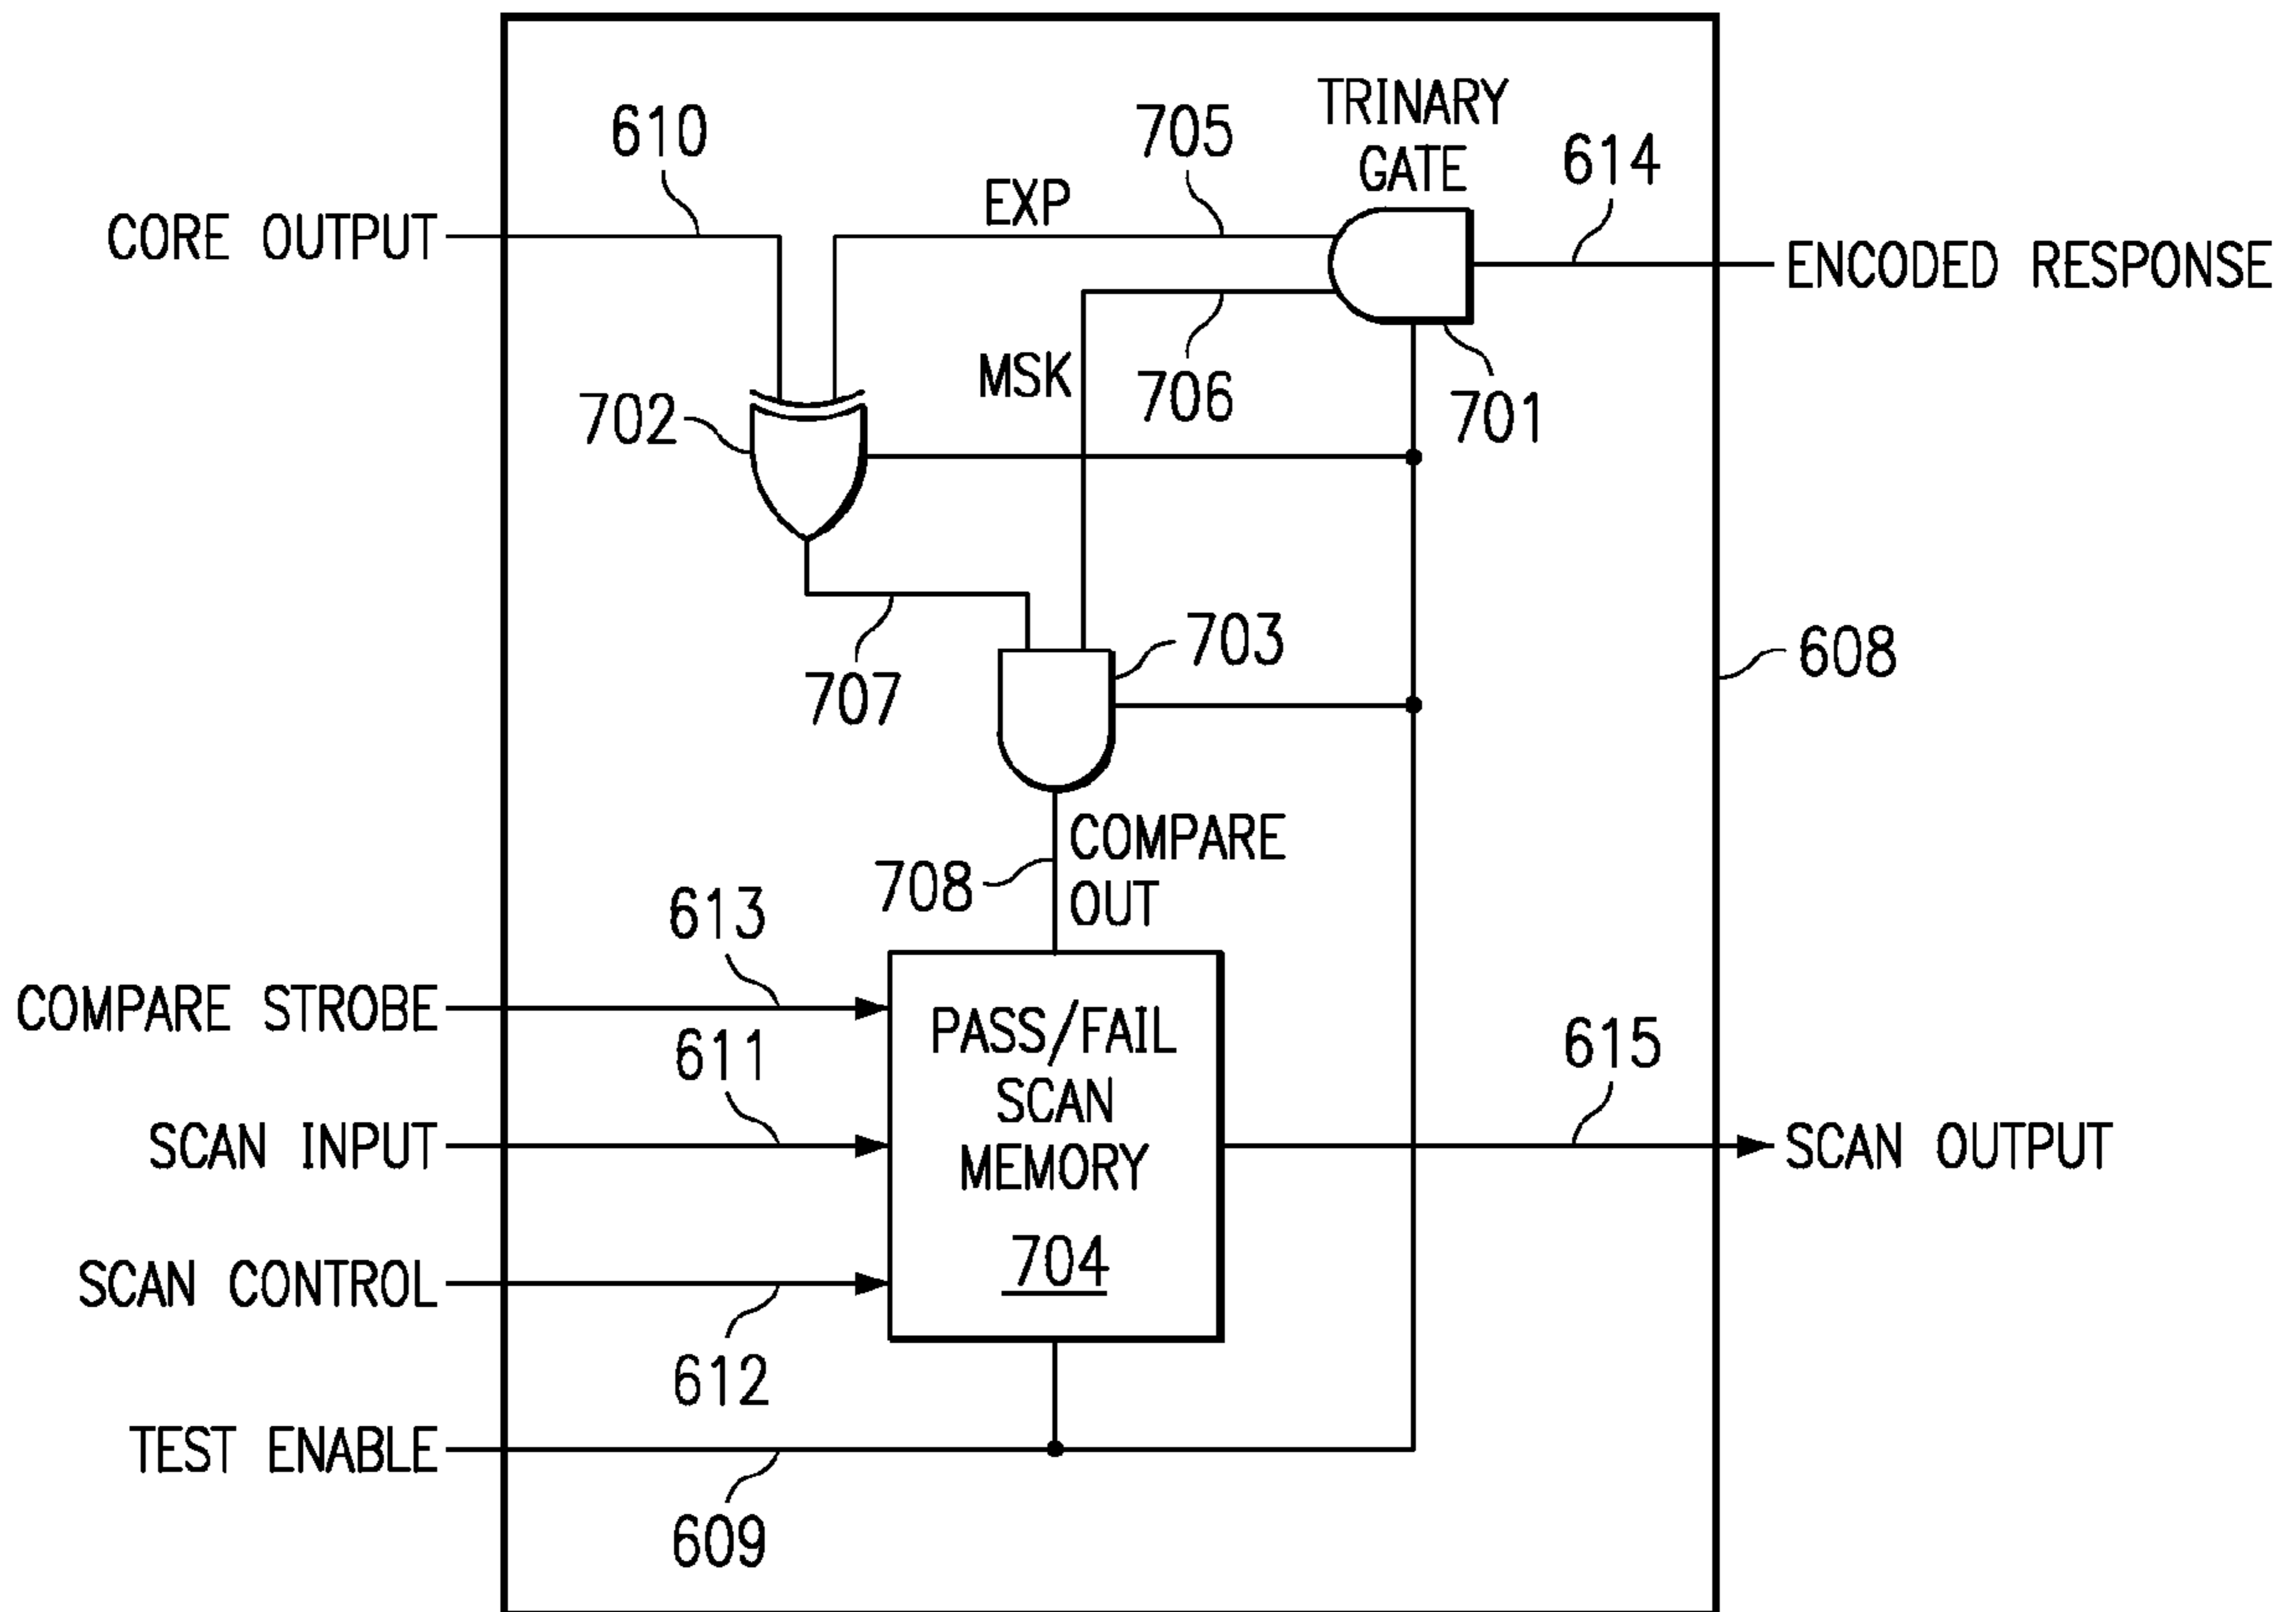 TRINARY
GATE
610
705
614
EXP
CORE OUTPUT
ENCODED RESPONSE
MSK
702
706
701
703
608
707
COMPARE
OUT
708
613
COMPARE STROBE
PASS/FAIL
SCAN
MEMORY
704
611
615
SCAN INPUT
SCAN OUTPUT
SCAN CONTROL
612
TEST ENABLE
609